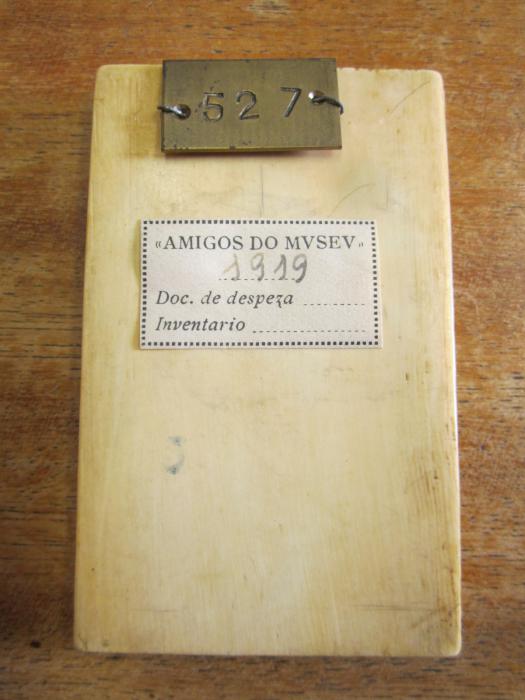 527
«AMIGOS DO MVSEV»
1919
Doc. de despeza
Inventario